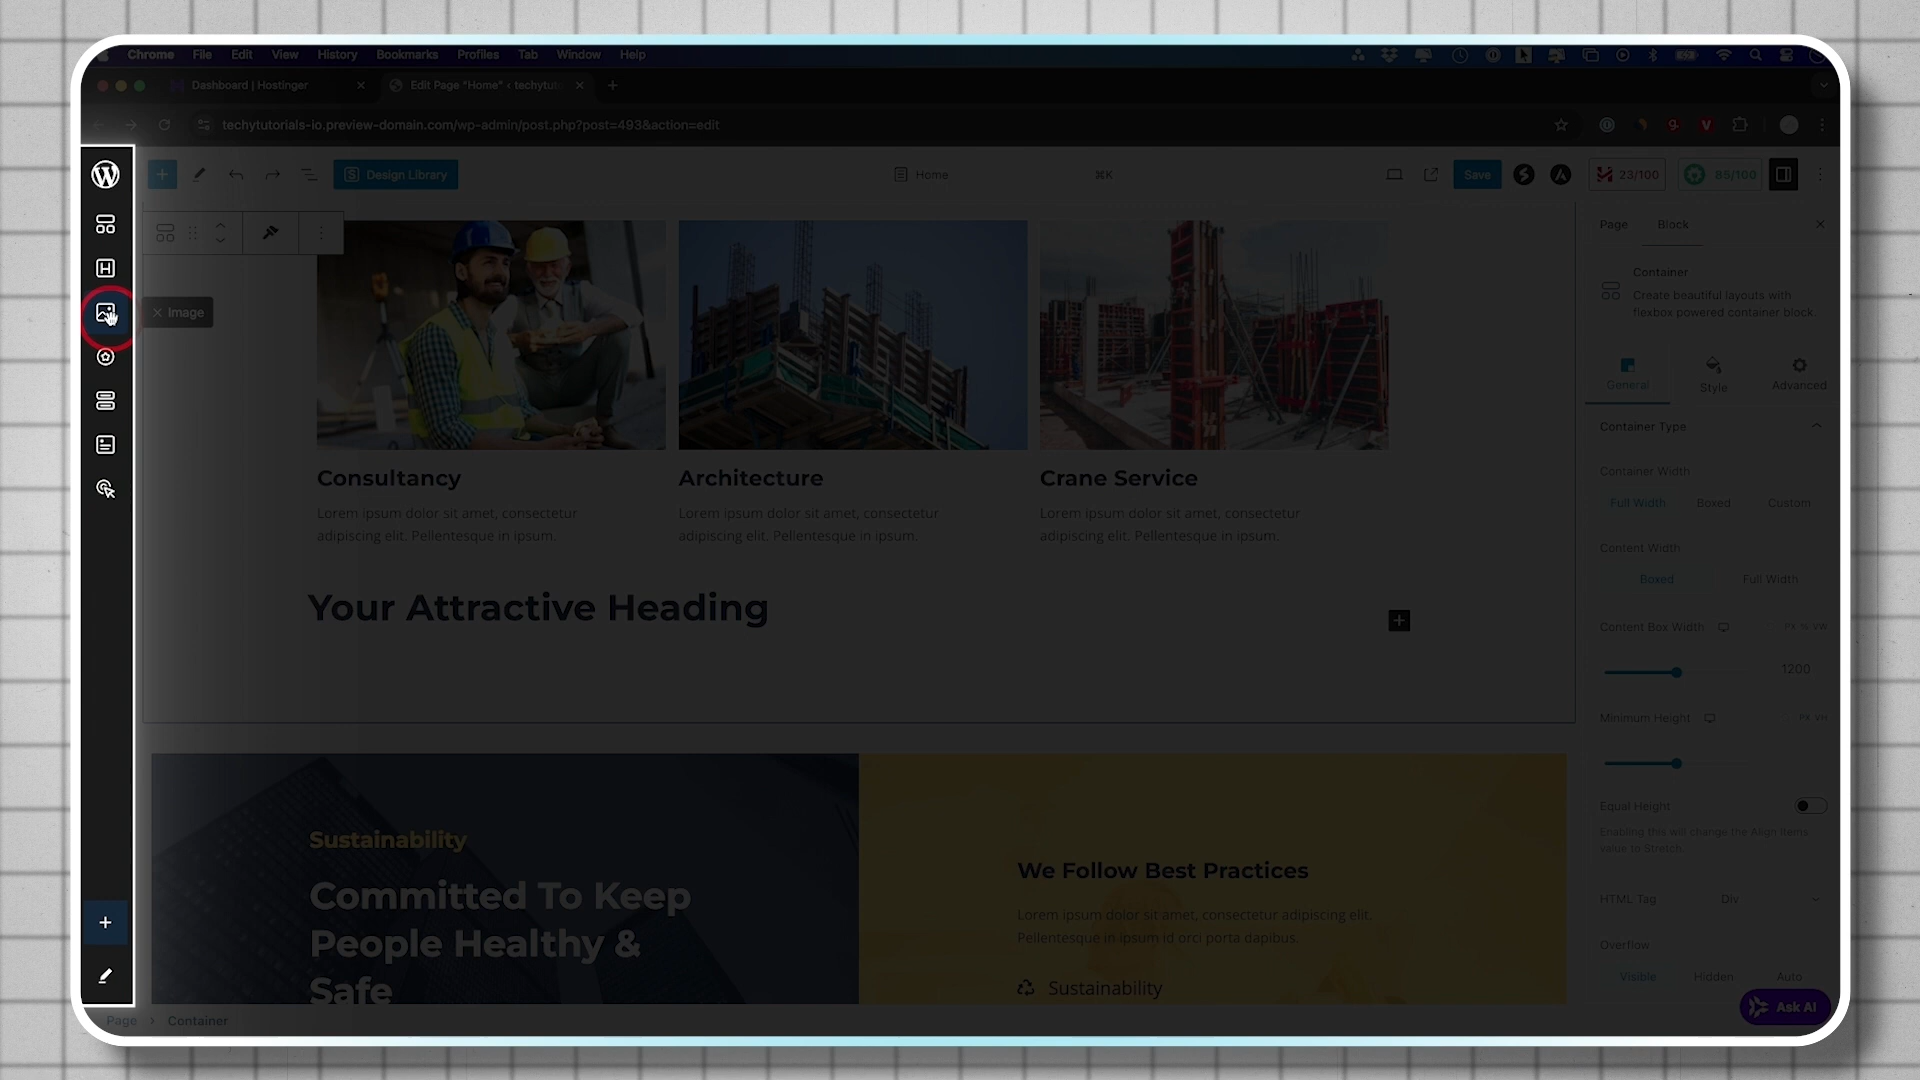 Chrome File Edit View History Bookmarks Profiles Tab Window Help
Dashboard | Hostinger
Edit Page "Home" ‹ techytuto
techytutorials-io.preview-domain.com/wp-admin/post.php?post=493&action=edit
Design Library
Home
⌘K
Save
23/100
85/100
Page Block
Image
Container
Create beautiful layouts with
flexbox powered container block.
General Style Advanced
Container Type
Container Width
Full Width Boxed Custom
Content Width
Boxed Full Width
Content Box Width PX % VW
1200
Minimum Height PX VH
Equal Height
Enabling this will change the Align Items
value to Stretch.
HTML Tag Div
Overflow
Visible Hidden Auto
Ask AI
Consultancy
Lorem ipsum dolor sit amet, consectetur
adipiscing elit. Pellentesque in ipsum.
Architecture
Lorem ipsum dolor sit amet, consectetur
adipiscing elit. Pellentesque in ipsum.
Crane Service
Lorem ipsum dolor sit amet, consectetur
adipiscing elit. Pellentesque in ipsum.
Your Attractive Heading
Sustainability
Committed To Keep
People Healthy &
Safe
We Follow Best Practices
Lorem ipsum dolor sit amet, consectetur adipiscing elit.
Pellentesque in ipsum id orci porta dapibus.
Sustainability
Page › Container